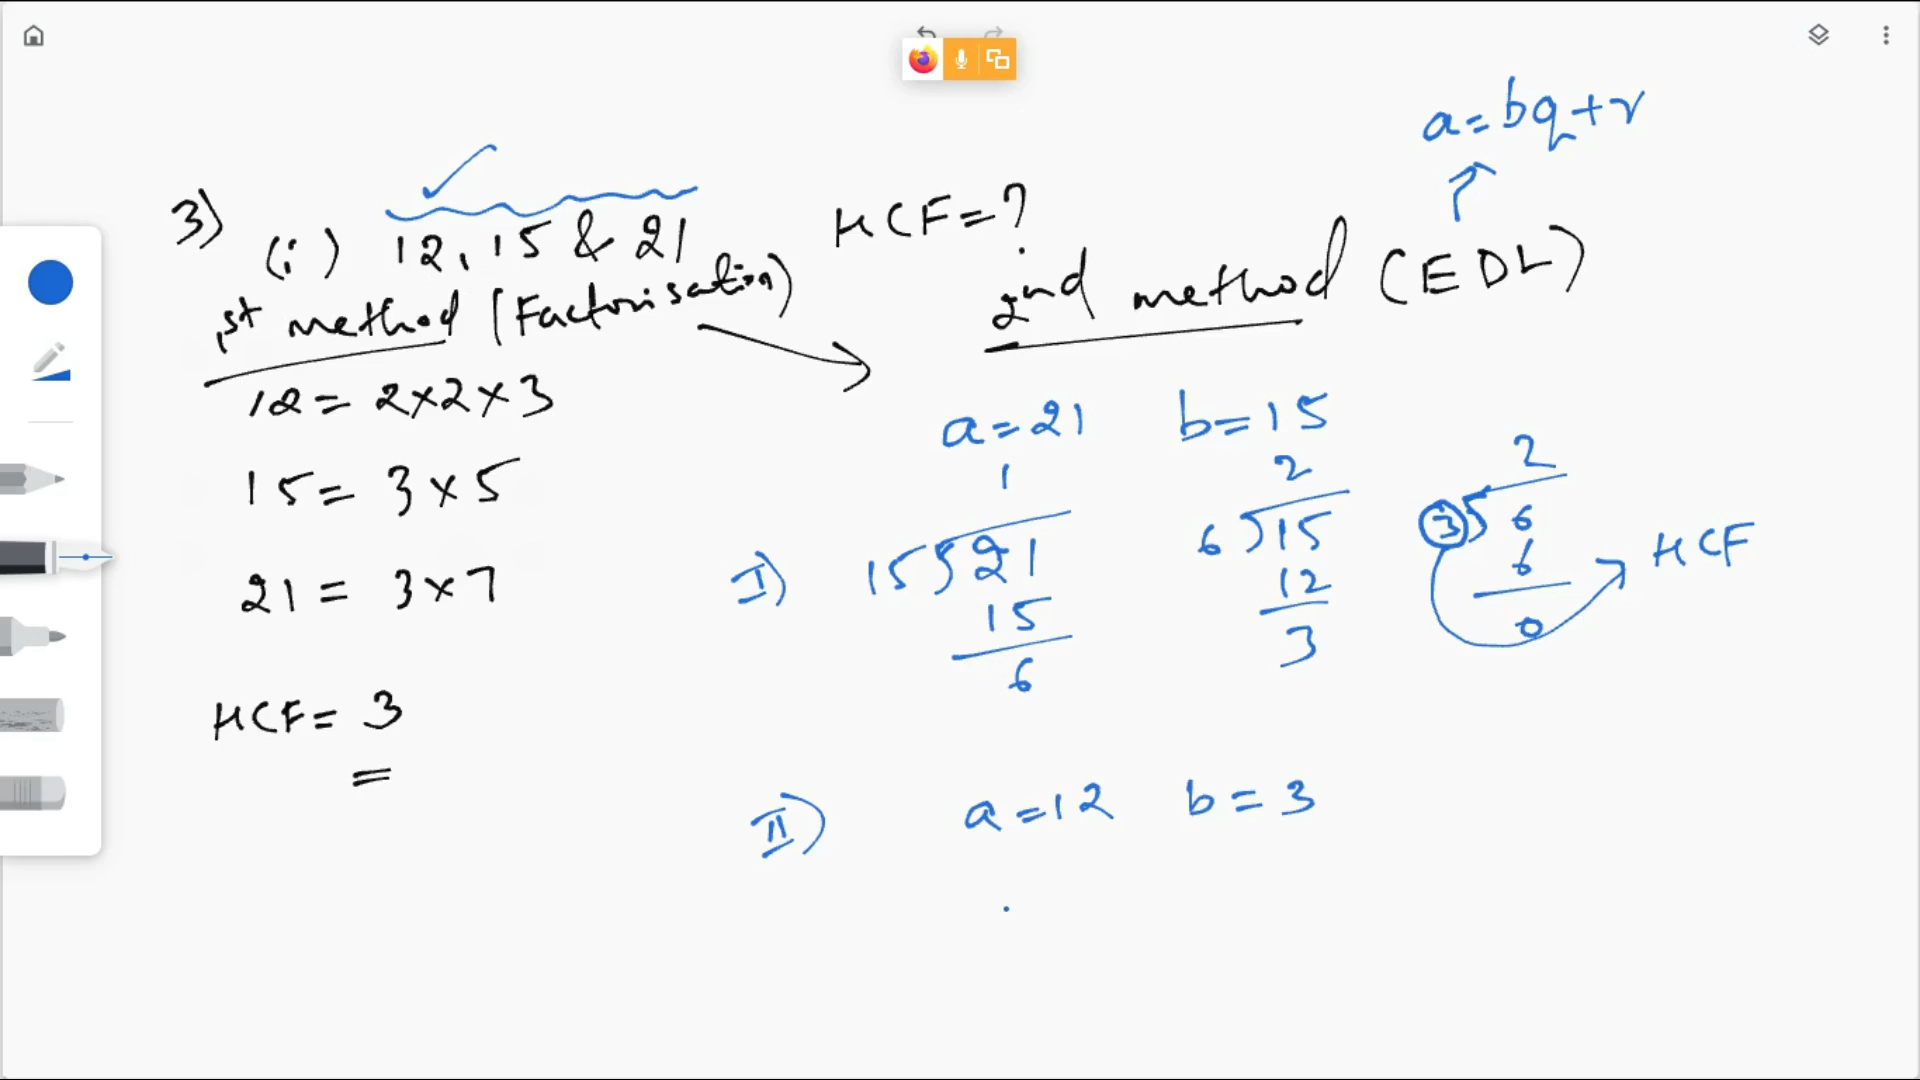 3) (i) 12, 15 & 21 HCF=?
1st method (Factorisation)
12 = 2×2×3
15 = 3×5
21 = 3×7
HCF = 3
2nd method (EDL)
a=bq+r
a=21 b=15
I)
1
15)21
15
6
2
6)15
12
3
2
3)6
6
0
HCF
II) a=12 b=3